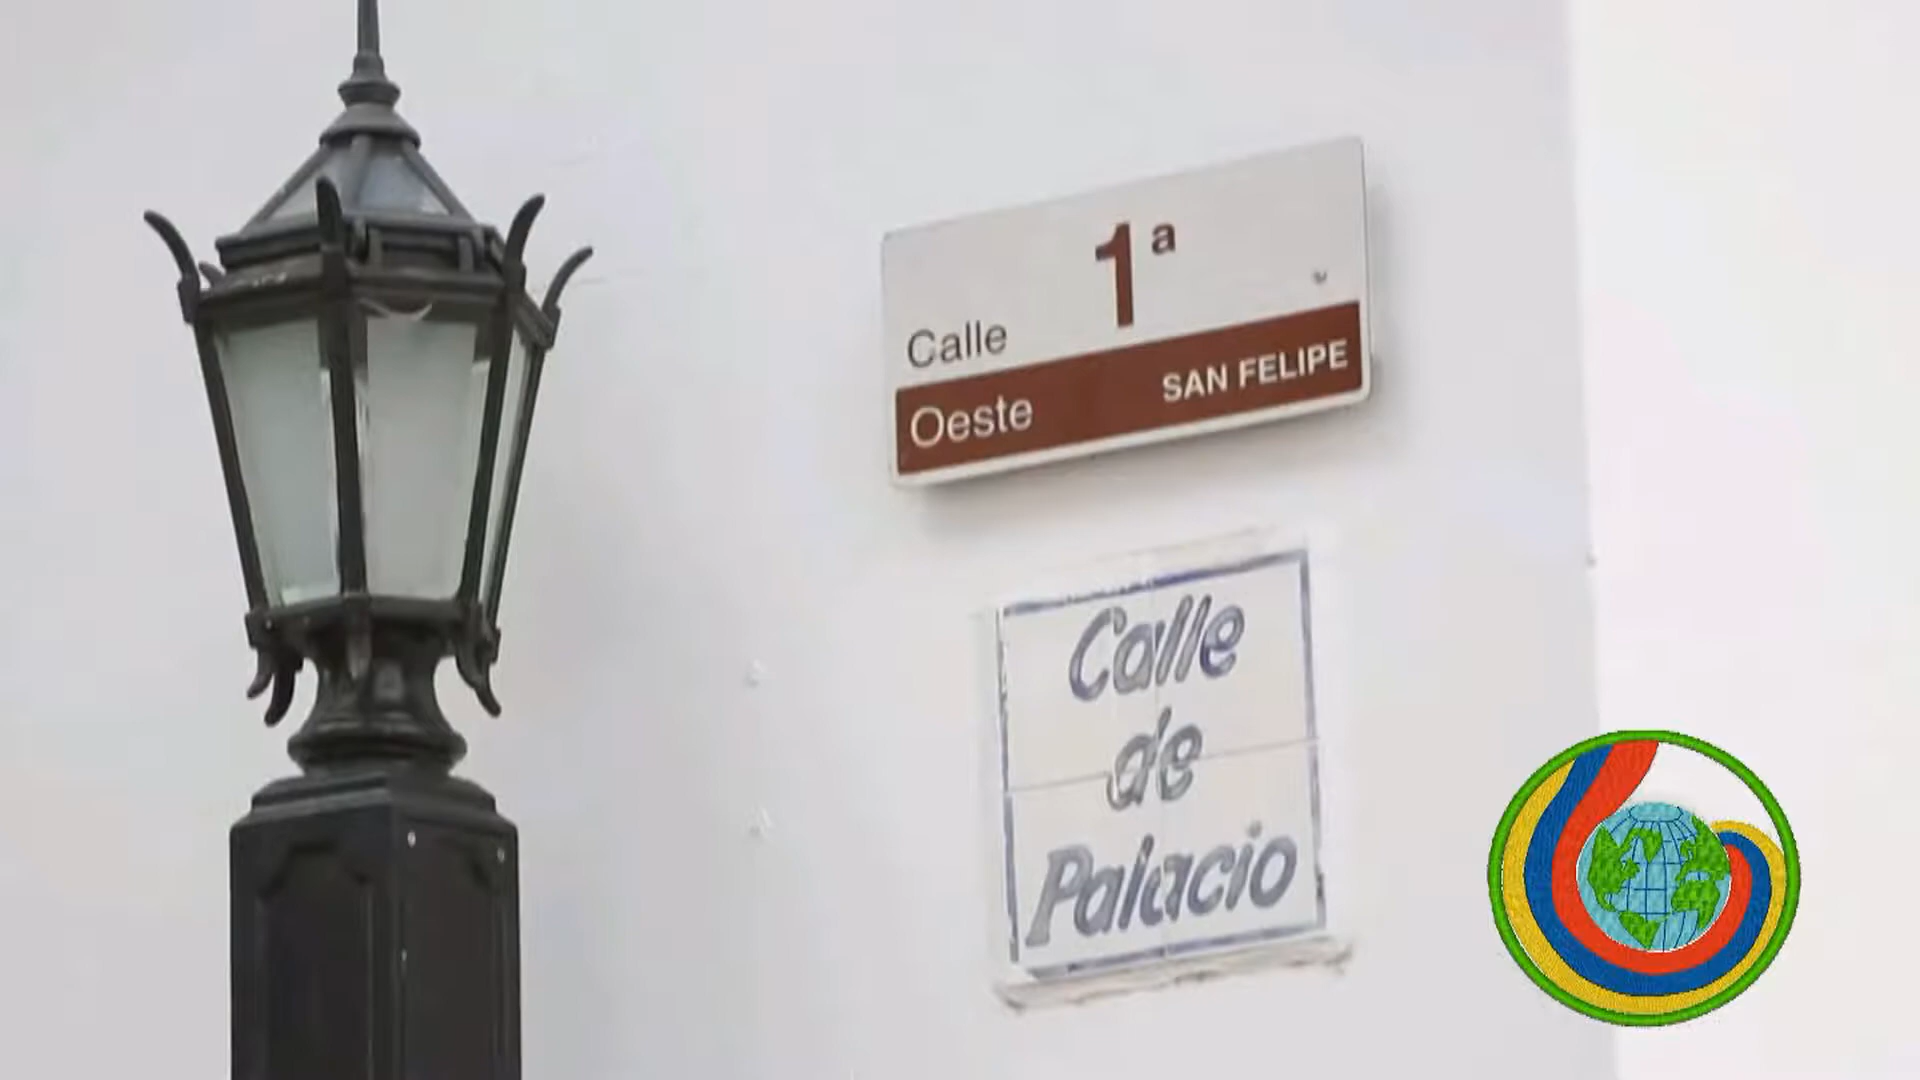 1ª
Calle
SAN FELIPE
Oeste
Calle
de
Palacio